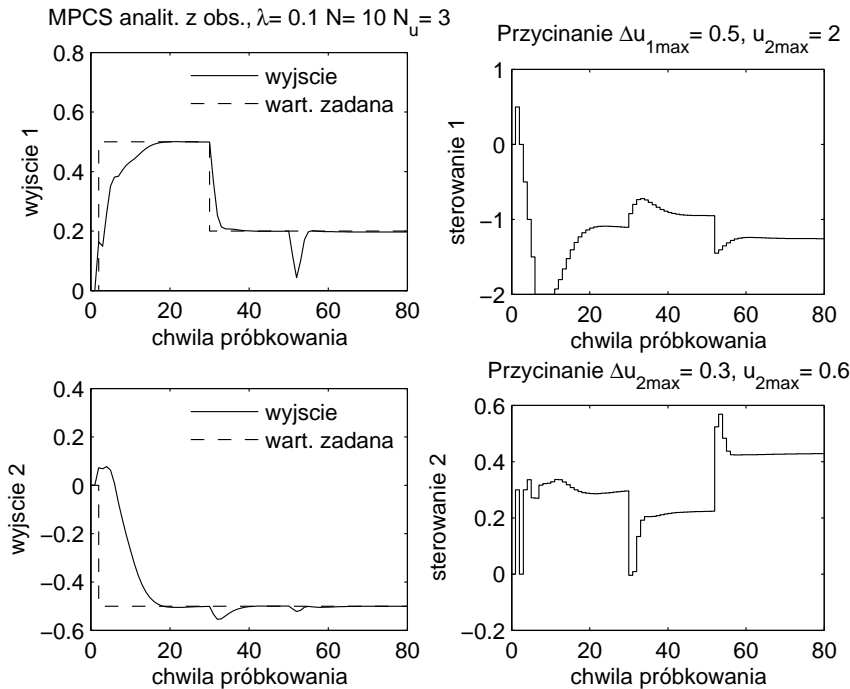 MPCS analit. z obs., λ= 0.1 N= 10 N_u= 3
0.8
0.6
0.4
0.2
0
wyjscie 1
wyjscie
wart. zadana
0 20 40 60 80
chwila próbkowania
Przycinanie Δu_1max= 0.5, u_2max= 2
1
0
−1
−2
sterowanie 1
0 20 40 60 80
chwila próbkowania
0.4
0.2
0
−0.2
−0.4
−0.6
wyjscie 2
wyjscie
wart. zadana
0 20 40 60 80
chwila próbkowania
Przycinanie Δu_2max= 0.3, u_2max= 0.6
0.6
0.4
0.2
0
−0.2
sterowanie 2
0 20 40 60 80
chwila próbkowania